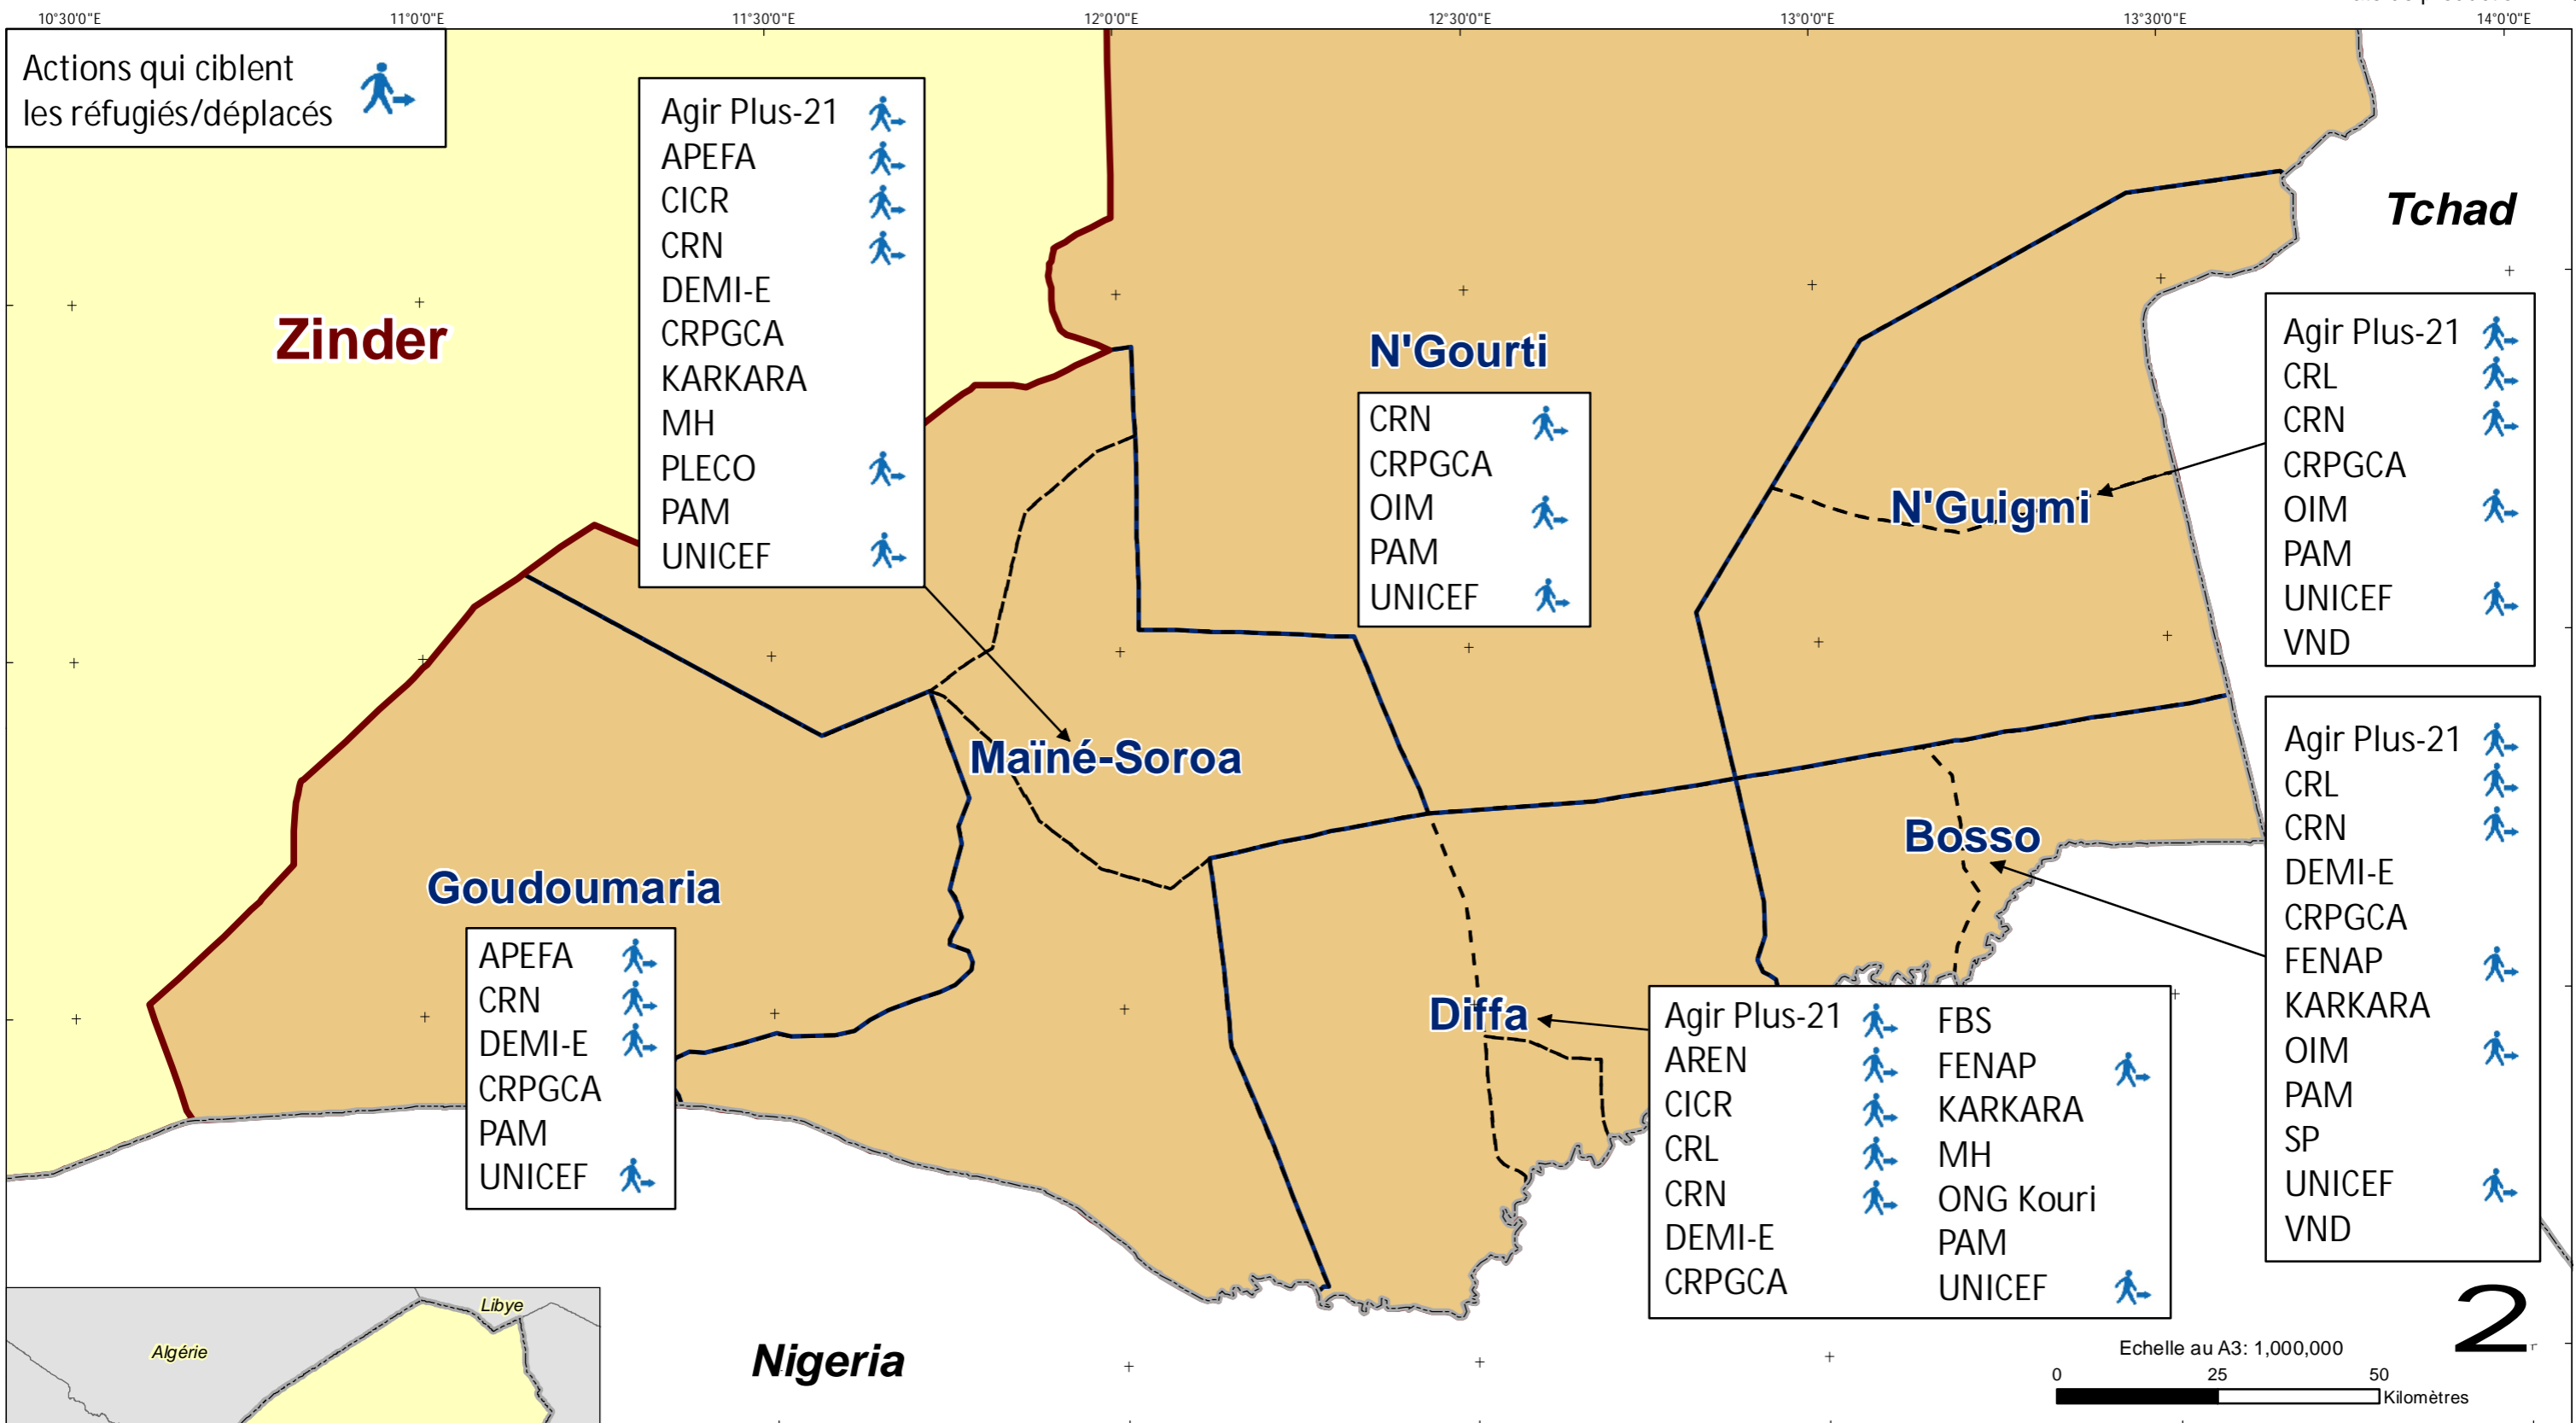 10°30'0"E
11°0'0"E
11°30'0"E
12°0'0"E
12°30'0"E
13°0'0"E
13°30'0"E
14°0'0"E
Actions qui ciblent
les réfugiés/déplacés
Agir Plus-21
APEFA
CICR
CRN
DEMI-E
CRPGCA
KARKARA
MH
PLECO
PAM
UNICEF
Tchad
Zinder
N'Gourti
CRN
CRPGCA
OIM
PAM
UNICEF
Agir Plus-21
CRL
CRN
CRPGCA
OIM
PAM
UNICEF
VND
N'Guigmi
Maïné-Soroa
Agir Plus-21
CRL
CRN
DEMI-E
CRPGCA
FENAP
KARKARA
OIM
PAM
SP
UNICEF
VND
Bosso
Goudoumaria
APEFA
CRN
DEMI-E
CRPGCA
PAM
UNICEF
Diffa
Agir Plus-21
AREN
CICR
CRL
CRN
DEMI-E
CRPGCA
FBS
FENAP
KARKARA
MH
ONG Kouri
PAM
UNICEF
Libye
Algérie
Nigeria
2
Echelle au A3: 1,000,000
0 25 50
Kilomètres